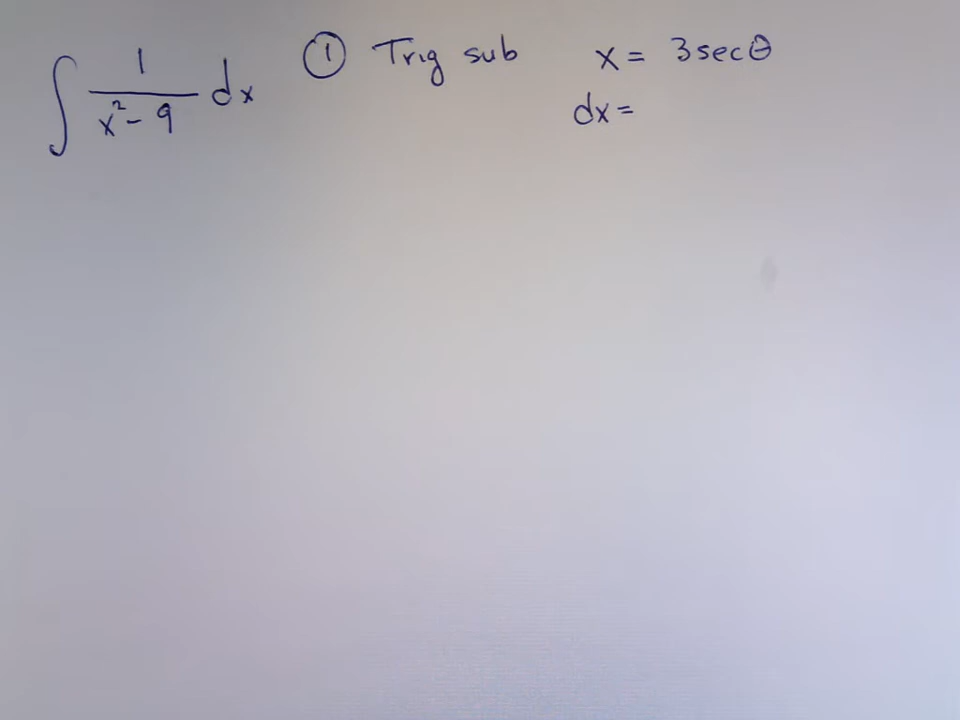 ∫ 1/(x² - 9) dx ① Trig sub x = 3secθ
dx =